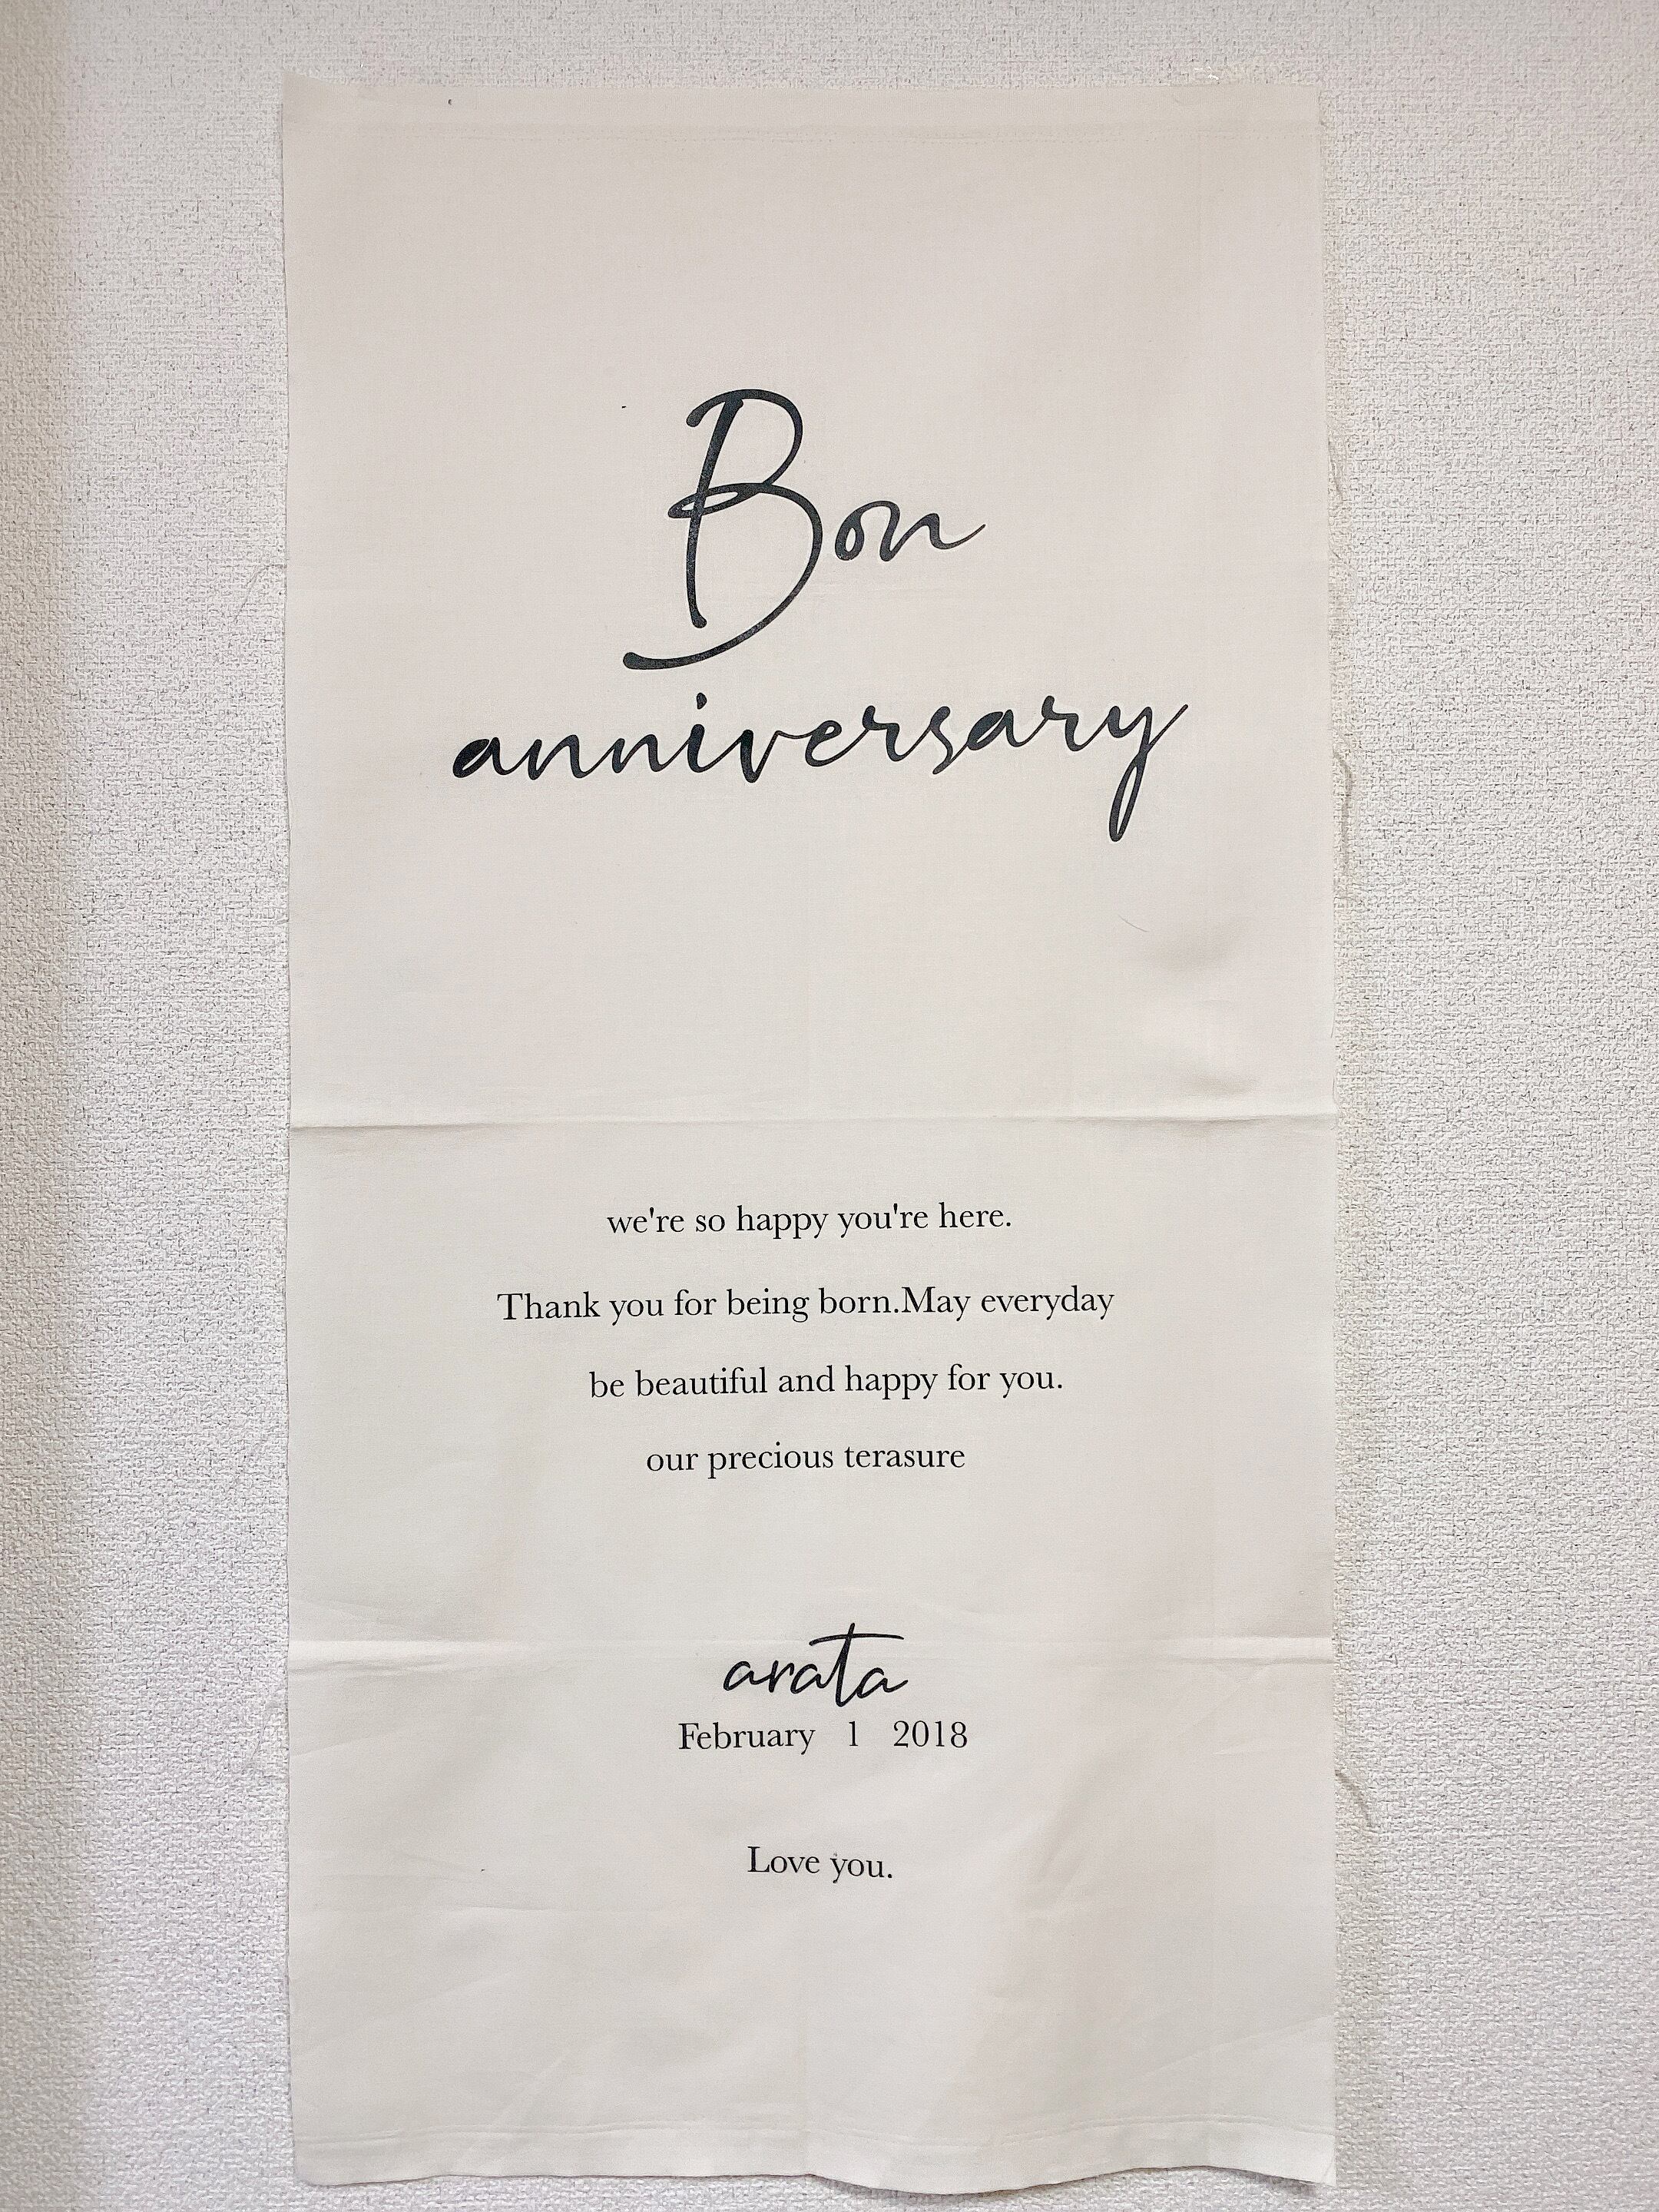 Bon
anniversary
we're so happy you're here.
Thank you for being born.May everyday
be beautiful and happy for you.
our precious terasure
arata
February 1 2018
Love you.